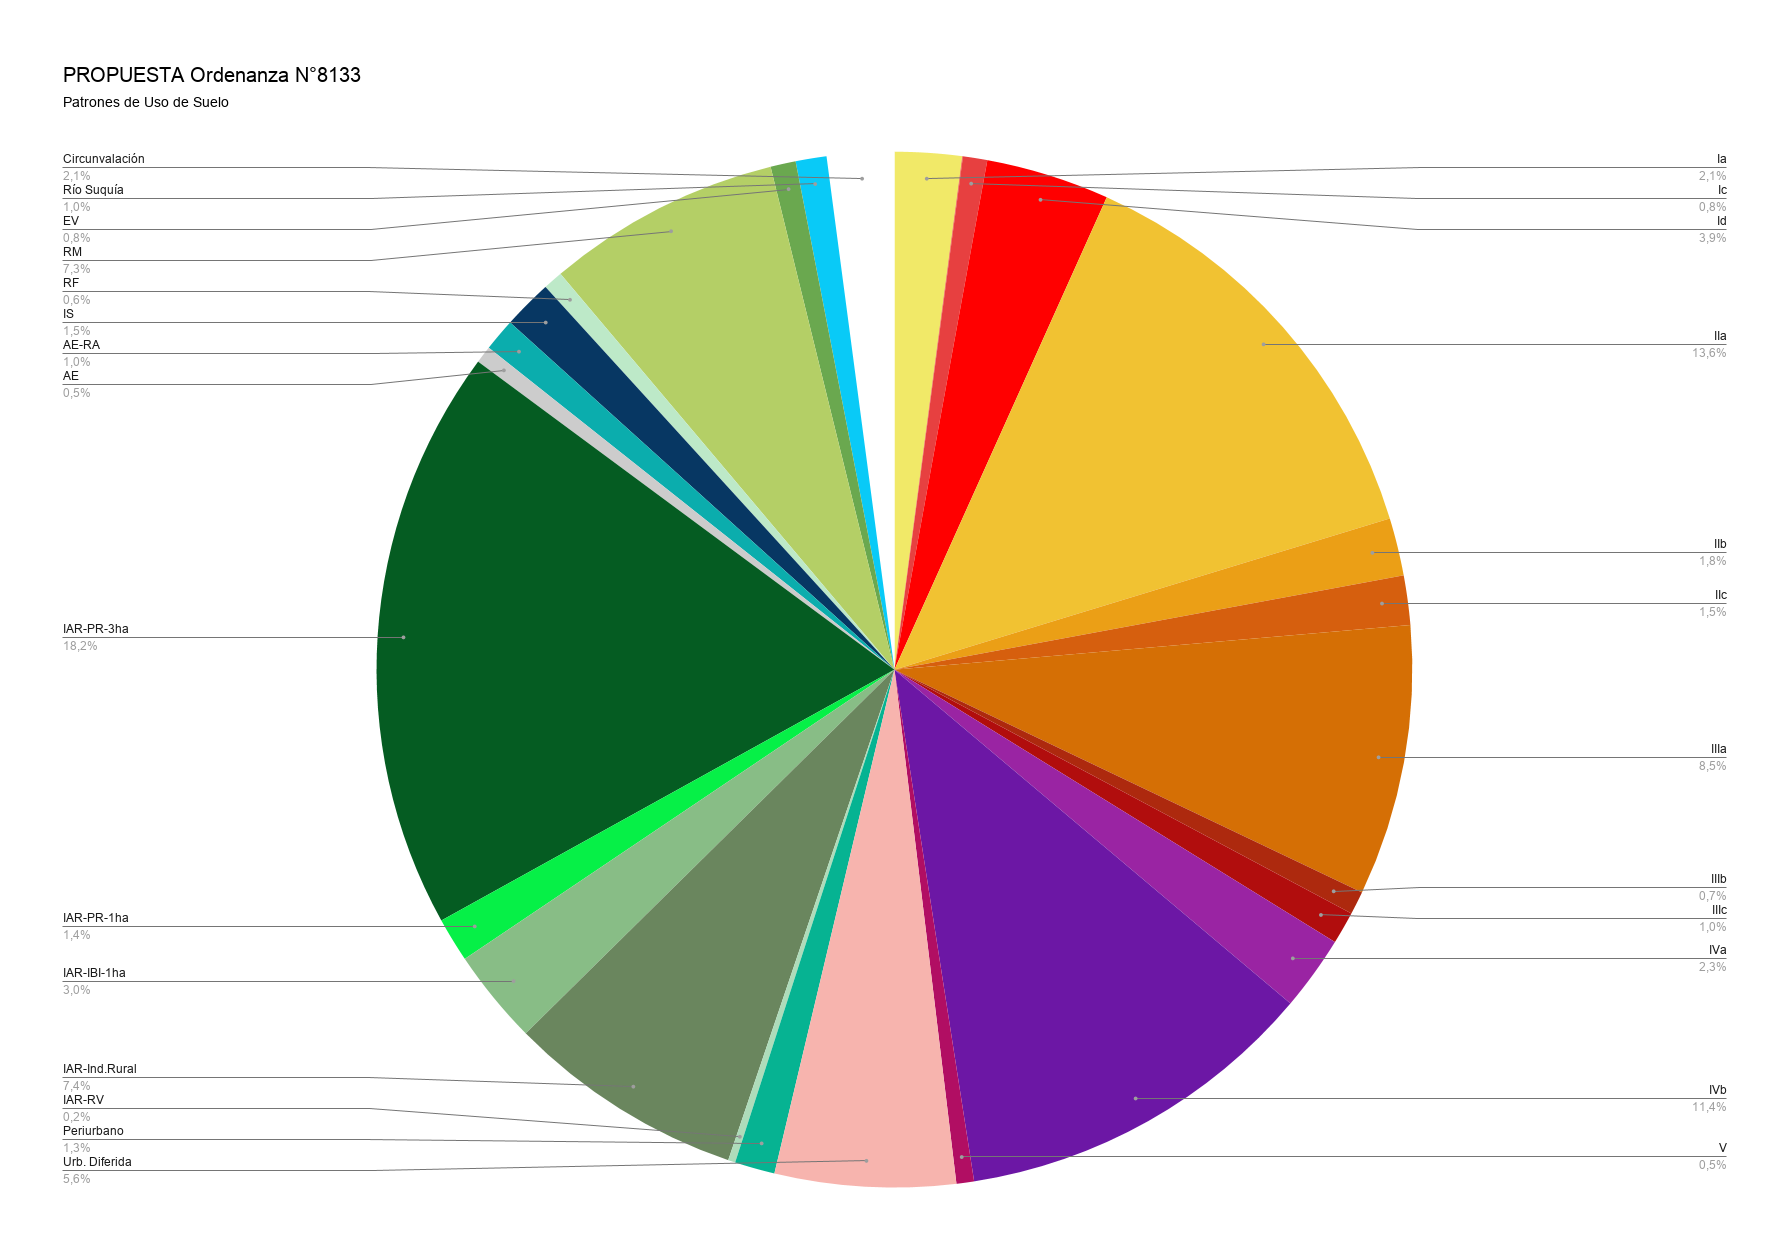 PROPUESTA Ordenanza N°8133
Patrones de Uso de Suelo
Circunvalación
2,1%
Río Suquía
1,0%
EV
0,8%
RM
7,3%
RF
0,6%
IS
1,5%
AE-RA
1,0%
AE
0,5%
IAR-PR-3ha
18,2%
IAR-PR-1ha
1,4%
IAR-IBI-1ha
3,0%
IAR-Ind.Rural
7,4%
IAR-RV
0,2%
Periurbano
1,3%
Urb. Diferida
5,6%
Ia
2,1%
Ic
0,8%
Id
3,9%
IIa
13,6%
IIb
1,8%
IIc
1,5%
IIIa
8,5%
IIIb
0,7%
IIIc
1,0%
IVa
2,3%
IVb
11,4%
V
0,5%